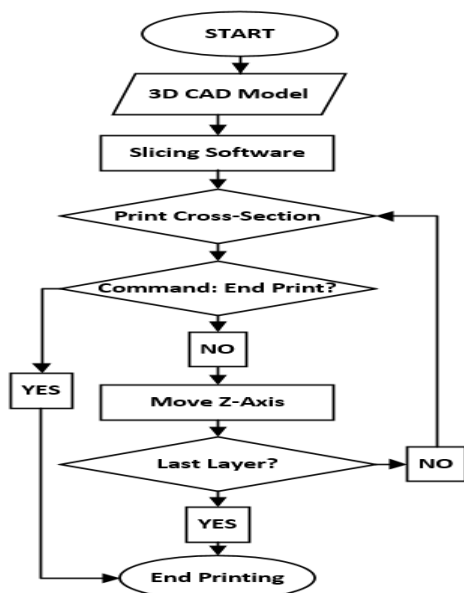 START
3D CAD Model
Slicing Software
Print Cross-Section
Command: End Print?
NO
YES
Move Z-Axis
Last Layer?
NO
YES
End Printing